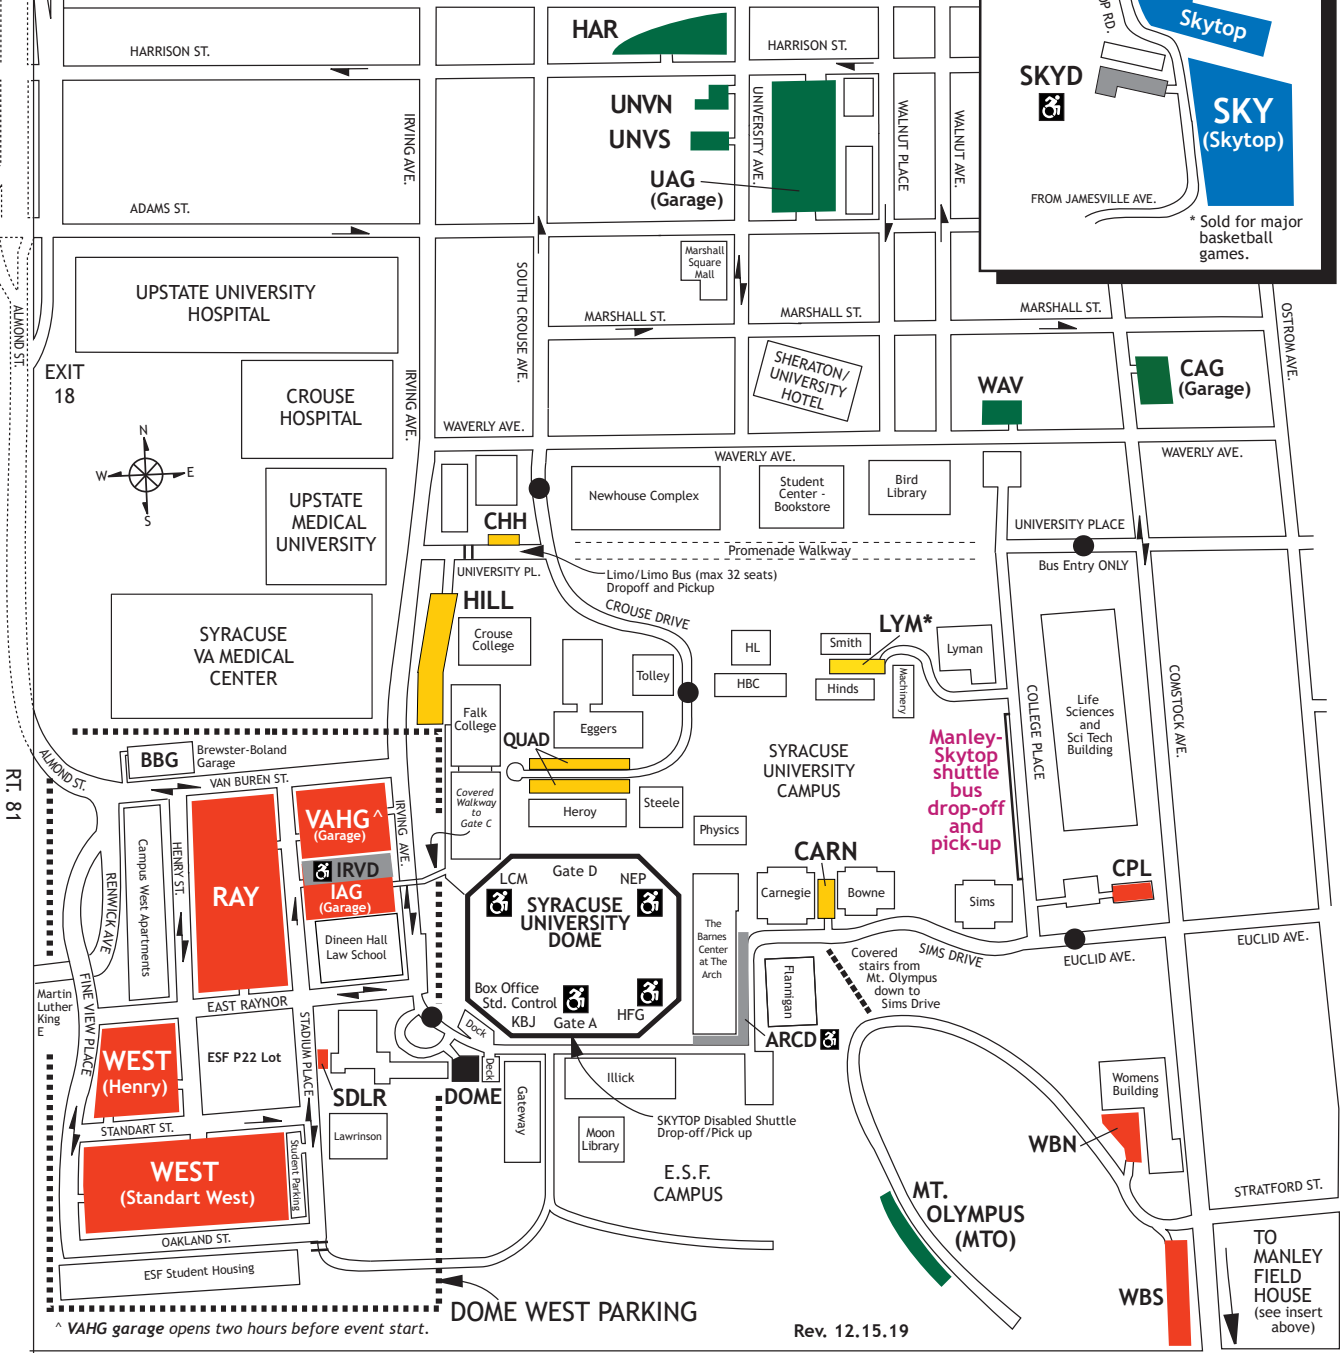 HAR
HARRISON ST.
HARRISON ST.
OP RD.
Skytop
SKYD
SKY
(Skytop)
FROM JAMESVILLE AVE.
* Sold for major
basketball
games.
UNVN
UNVS
UAG
(Garage)
UNIVERSITY AVE.
WALNUT PLACE
WALNUT AVE.
IRVING AVE.
ADAMS ST.
UPSTATE UNIVERSITY
HOSPITAL
Marshall
Square
Mall
SOUTH CROUSE AVE.
MARSHALL ST.
MARSHALL ST.
MARSHALL ST.
OSTROM AVE.
ALMOND ST.
EXIT
18
CROUSE
HOSPITAL
IRVING AVE.
SHERATON/
UNIVERSITY
HOTEL
WAV
CAG
(Garage)
WAVERLY AVE.
WAVERLY AVE.
WAVERLY AVE.
N
W
E
S
UPSTATE
MEDICAL
UNIVERSITY
Newhouse Complex
Student
Center -
Bookstore
Bird
Library
CHH
UNIVERSITY PLACE
Bus Entry ONLY
Promenade Walkway
UNIVERSITY PL.
Limo/Limo Bus (max 32 seats)
Dropoff and Pickup
HILL
CROUSE DRIVE
SYRACUSE
VA MEDICAL
CENTER
Crouse
College
Tolley
HL
HBC
Smith
LYM*
Hinds
Machinery
Lyman
COLLEGE PLACE
Life
Sciences
and
Sci Tech
Building
COMSTOCK AVE.
Falk
College
Eggers
QUAD
Heroy
Steele
Covered
Walkway
to
Gate C
SYRACUSE
UNIVERSITY
CAMPUS
Manley-
Skytop
shuttle
bus
drop-off
and
pick-up
ALMOND ST.
RT. 81
BBG
Brewster-Boland
Garage
VAN BUREN ST.
VAHG^
(Garage)
IRVD
IAG
(Garage)
IRVING AVE.
RAY
HENRY ST.
Campus West Apartments
RENWICK AVE
Dineen Hall
Law School
Physics
CARN
Carnegie
Bowne
Sims
CPL
LCM
Gate D
NEP
SYRACUSE
UNIVERSITY
DOME
Box Office
Std. Control
KBJ
Gate A
HFG
The
Barnes
Center
at The
Arch
Flannigan
Covered
stairs from
Mt. Olympus
down to
Sims Drive
SIMS DRIVE
EUCLID AVE.
EUCLID AVE.
ARCD
Martin
Luther
King
E
FINE VIEW PLACE
EAST RAYNOR
STADIUM PLACE
WEST
(Henry)
ESF P22 Lot
SDLR
Dock
Dock
DOME
Gateway
Illick
Moon
Library
SKYTOP Disabled Shuttle
Drop-off/Pick up
E.S.F.
CAMPUS
Womens
Building
WBN
STANDART ST.
WEST
(Standart West)
Student Parking
Lawrinson
OAKLAND ST.
ESF Student Housing
MT.
OLYMPUS
(MTO)
STRATFORD ST.
TO
MANLEY
FIELD
HOUSE
(see insert
above)
WBS
DOME WEST PARKING
^ VAHG garage opens two hours before event start.
Rev. 12.15.19